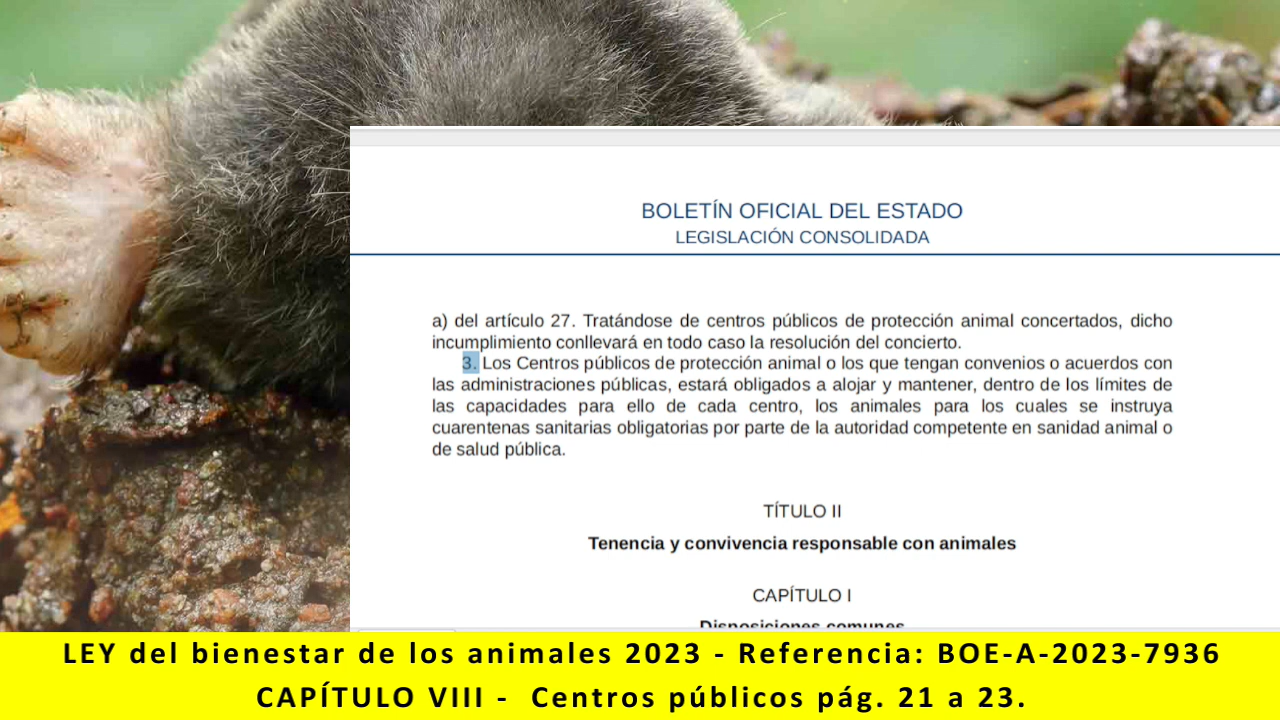 BOLETÍN OFICIAL DEL ESTADO
LEGISLACIÓN CONSOLIDADA
a) del artículo 27. Tratándose de centros públicos de protección animal concertados, dicho
incumplimiento conllevará en todo caso la resolución del concierto.
3. Los Centros públicos de protección animal o los que tengan convenios o acuerdos con
las administraciones públicas, estará obligados a alojar y mantener, dentro de los límites de
las capacidades para ello de cada centro, los animales para los cuales se instruya
cuarentenas sanitarias obligatorias por parte de la autoridad competente en sanidad animal o
de salud pública.
TÍTULO II
Tenencia y convivencia responsable con animales
CAPÍTULO I
Disposiciones comunes
LEY del bienestar de los animales 2023 - Referencia: BOE-A-2023-7936
CAPÍTULO VIII - Centros públicos pág. 21 a 23.